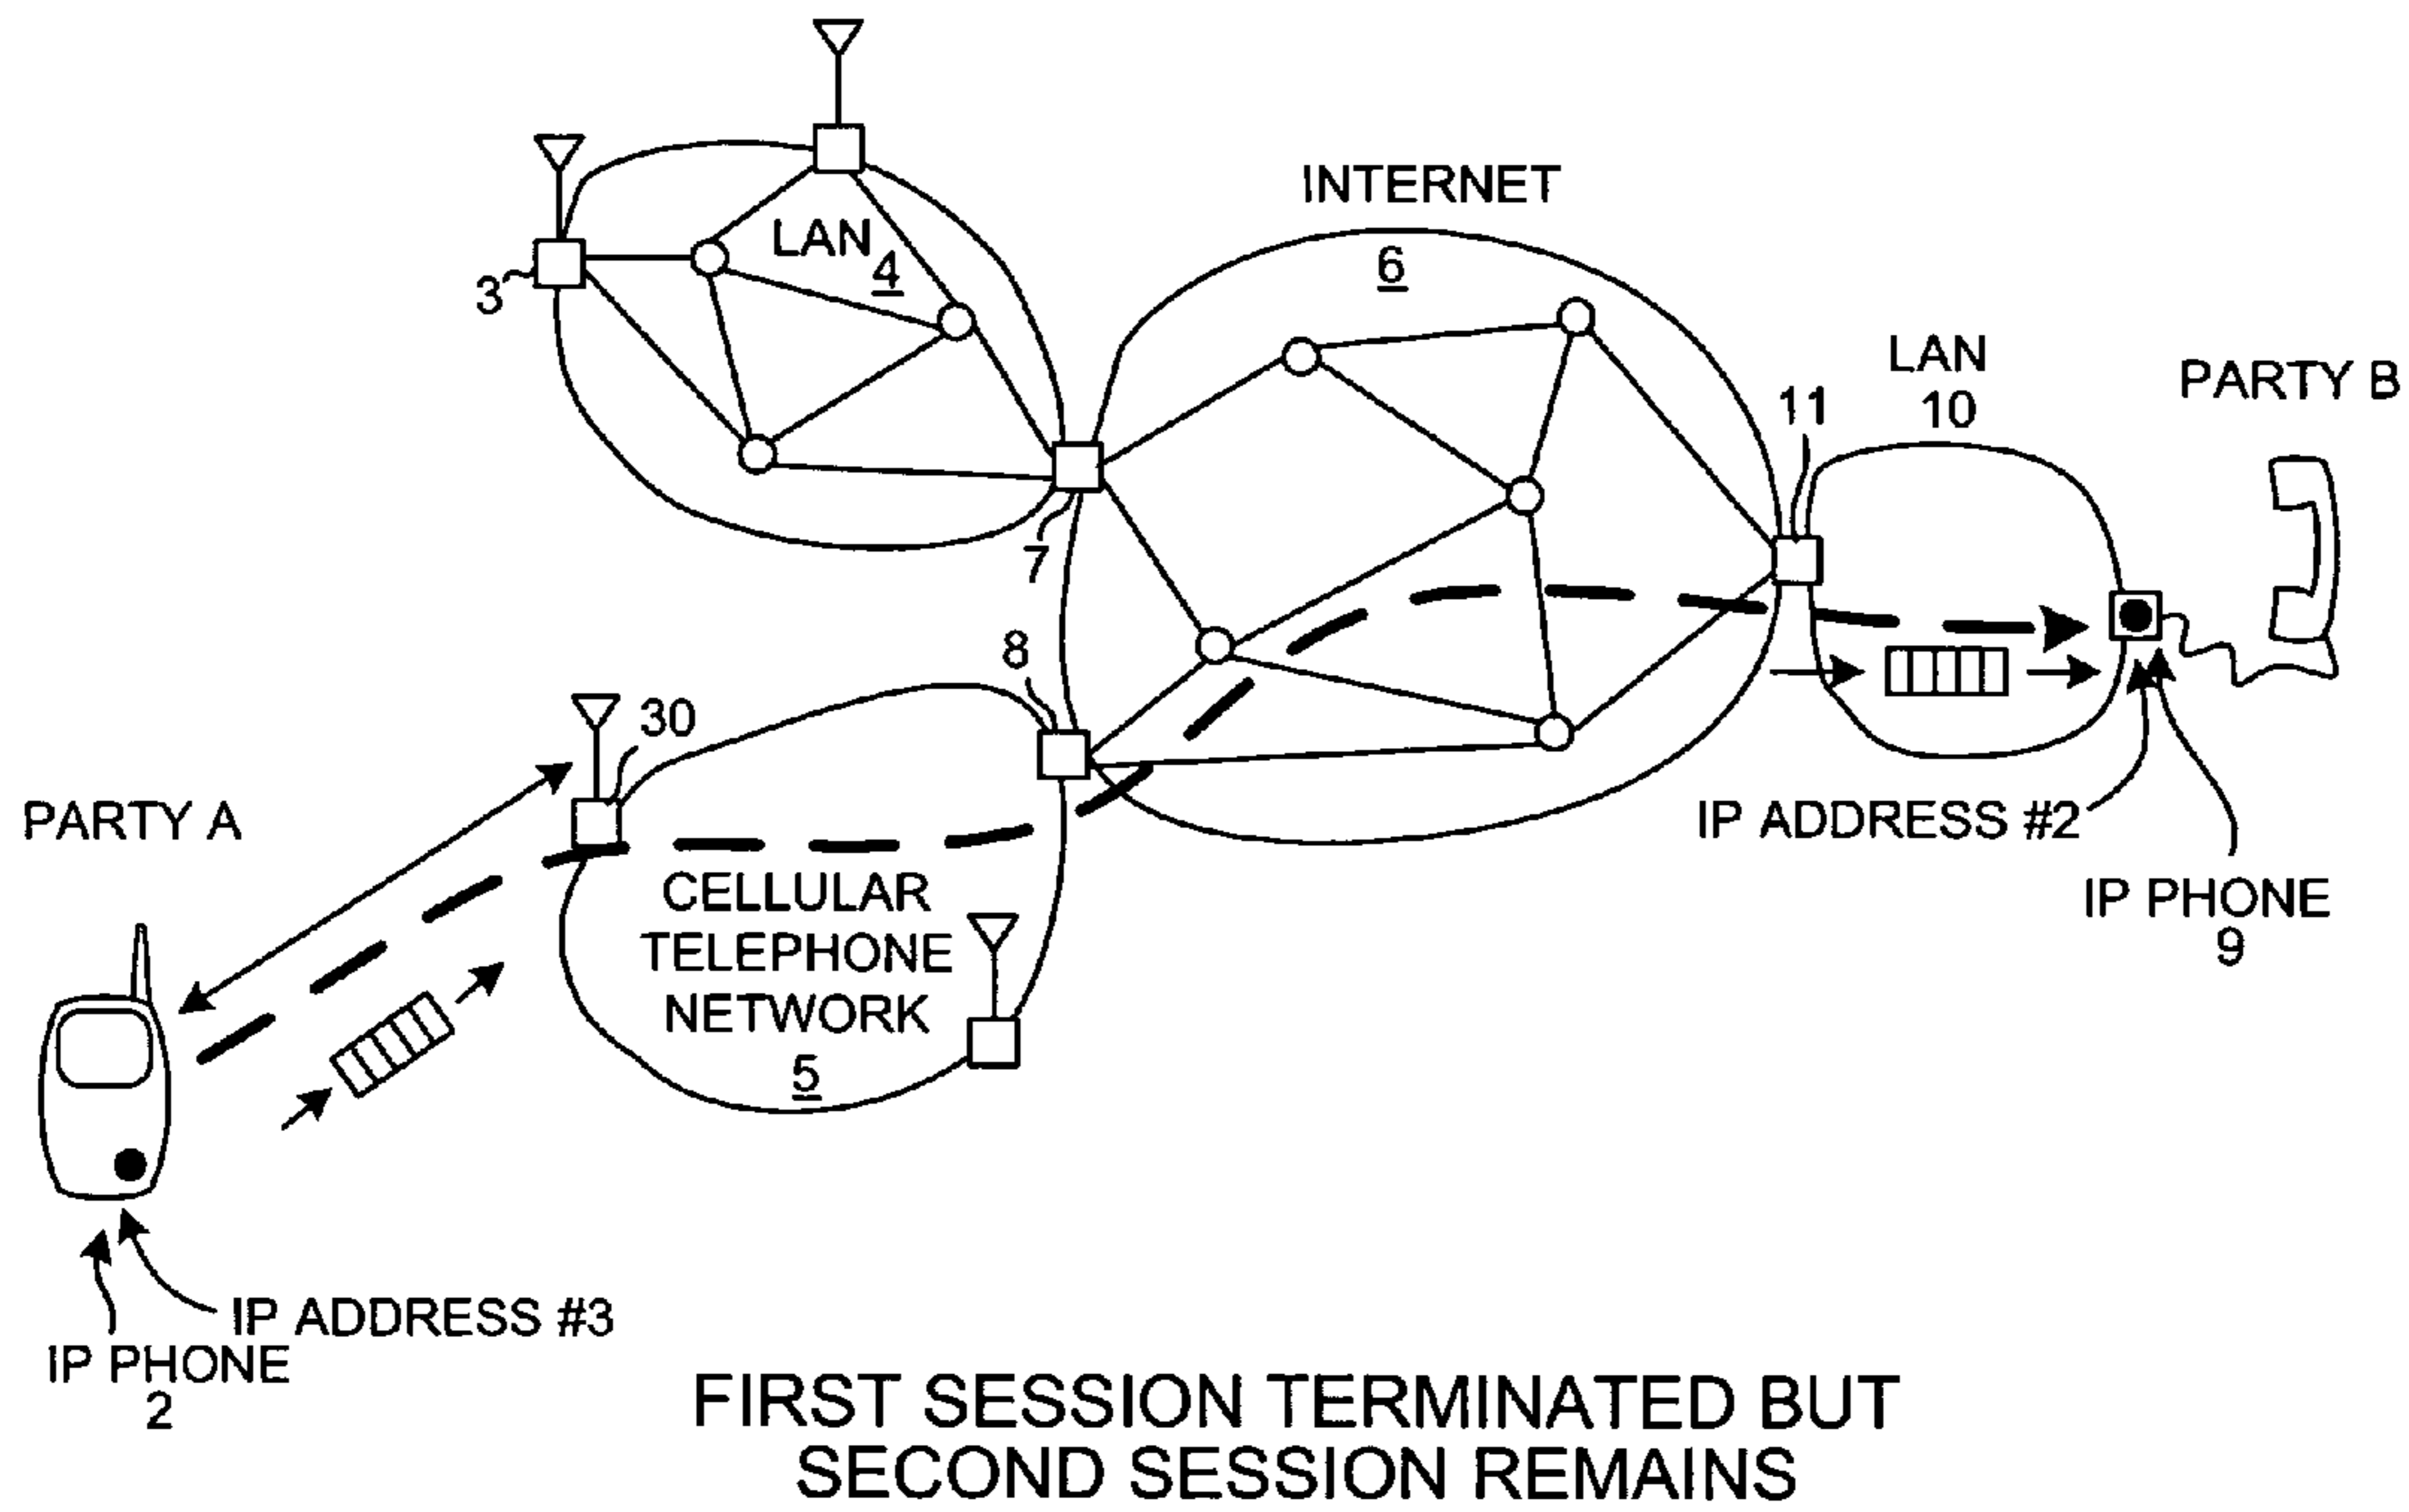 INTERNET
6
LAN
4
3
LAN
10
11
PARTY B
7
8
30
PARTY A
CELLULAR
TELEPHONE
NETWORK
5
IP ADDRESS #2
IP PHONE
9
IP ADDRESS #3
IP PHONE
2
FIRST SESSION TERMINATED BUT
SECOND SESSION REMAINS